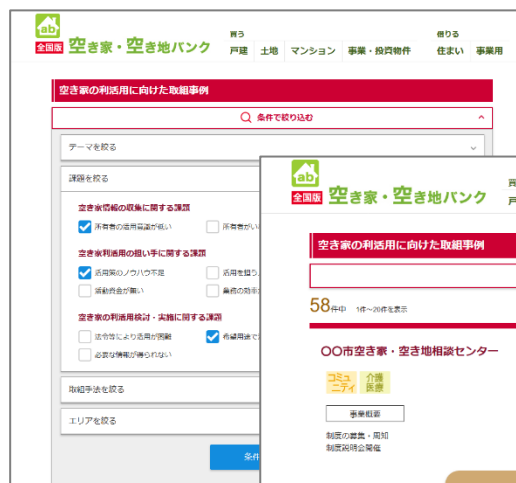 ab
全国版 空き家・空き地バンク
買う
戸建 土地 マンション 事業・投資物件
借りる
住まい 事業用
空き家の利活用に向けた取組事例
条件で絞り込む
テーマを絞る
課題を絞る
空き家情報の収集に関する課題
所有者の活用意識が低い 所有者がい
空き家利活用の担い手に関する課題
活用策のノウハウ不足 活用を担う
活動資金が無い 業務の効率
空き家の利活用検討・実施に関する課題
法令等により活用が困難 希望用途で
必要な情報が得られない
取組手法を絞る
エリアを絞る
条件
ab
全国版 空き家・空き地バンク
空き家の利活用に向けた取組事例
58件中 1件~20件を表示
〇〇市空き家・空き地相談センター
コミュニティ 介護医療
事業概要
制度の募集・周知
制度説明会開催